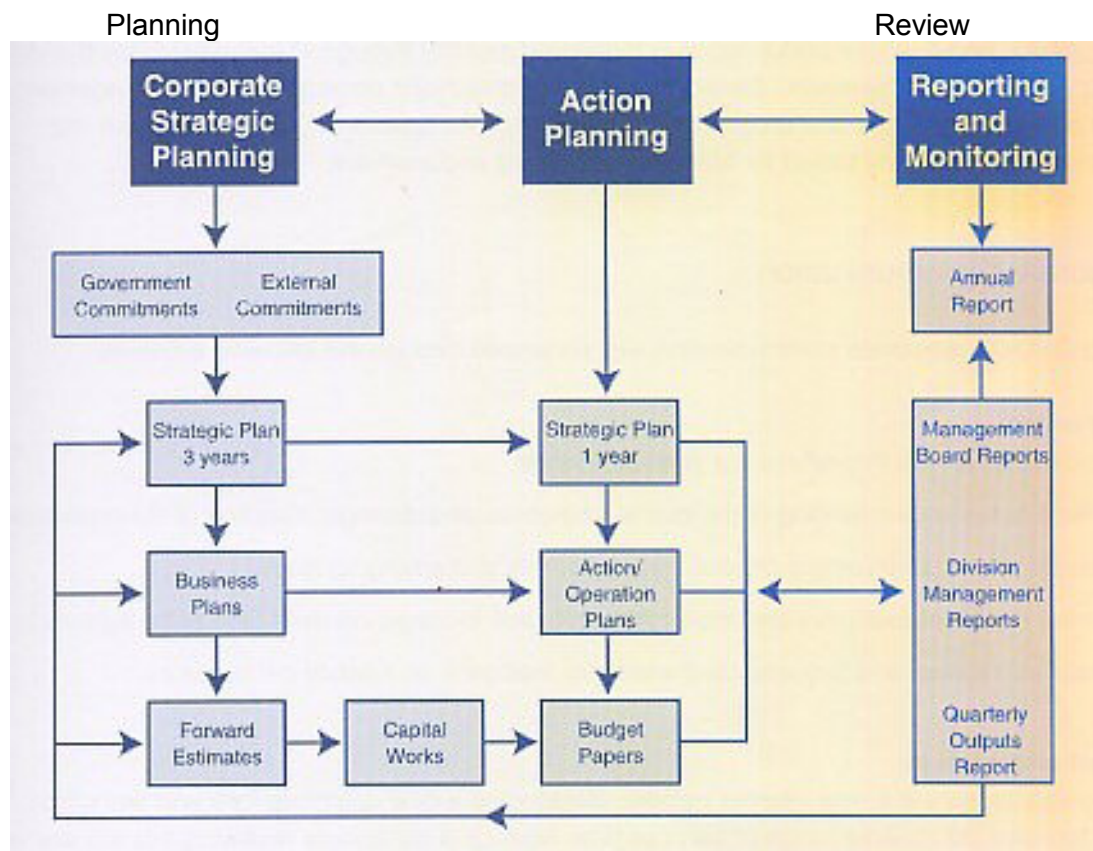 Planning
Review
Corporate
Strategic
Planning
Action
Planning
Reporting
and
Monitoring
Government
Commitments
External
Commitments
Annual
Report
Strategic Plan
3 years
Strategic Plan
1 year
Management
Board Reports
Business
Plans
Action/
Operation
Plans
Division
Management
Reports
Forward
Estimates
Capital
Works
Budget
Papers
Quarterly
Outputs
Report